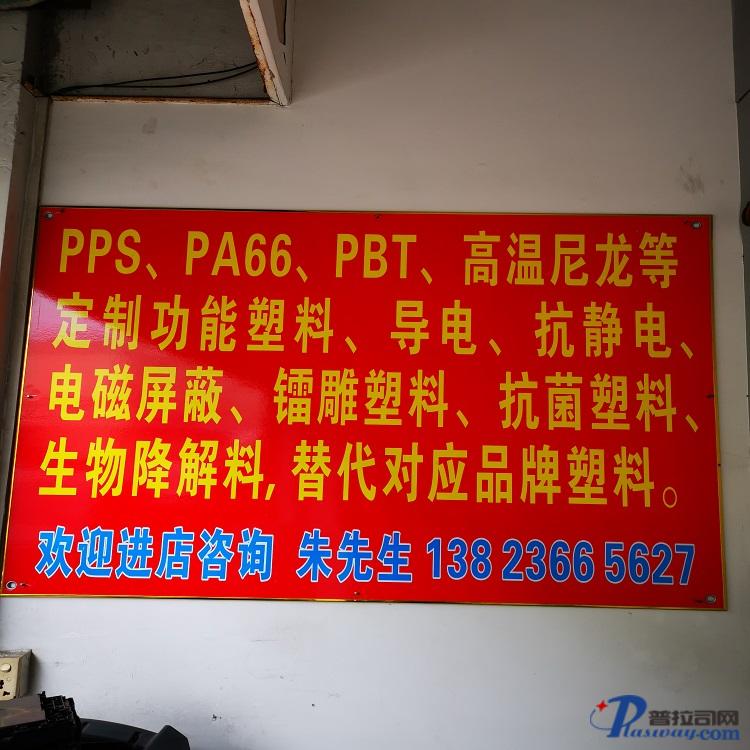 PPS、PA66、PBT、高温尼龙等
定制功能塑料、导电、抗静电、
电磁屏蔽、镭雕塑料、抗菌塑料、
生物降解料,替代对应品牌塑料。
欢迎进店咨询 朱先生 138 2366 5627
普拉司网
Plasway.com